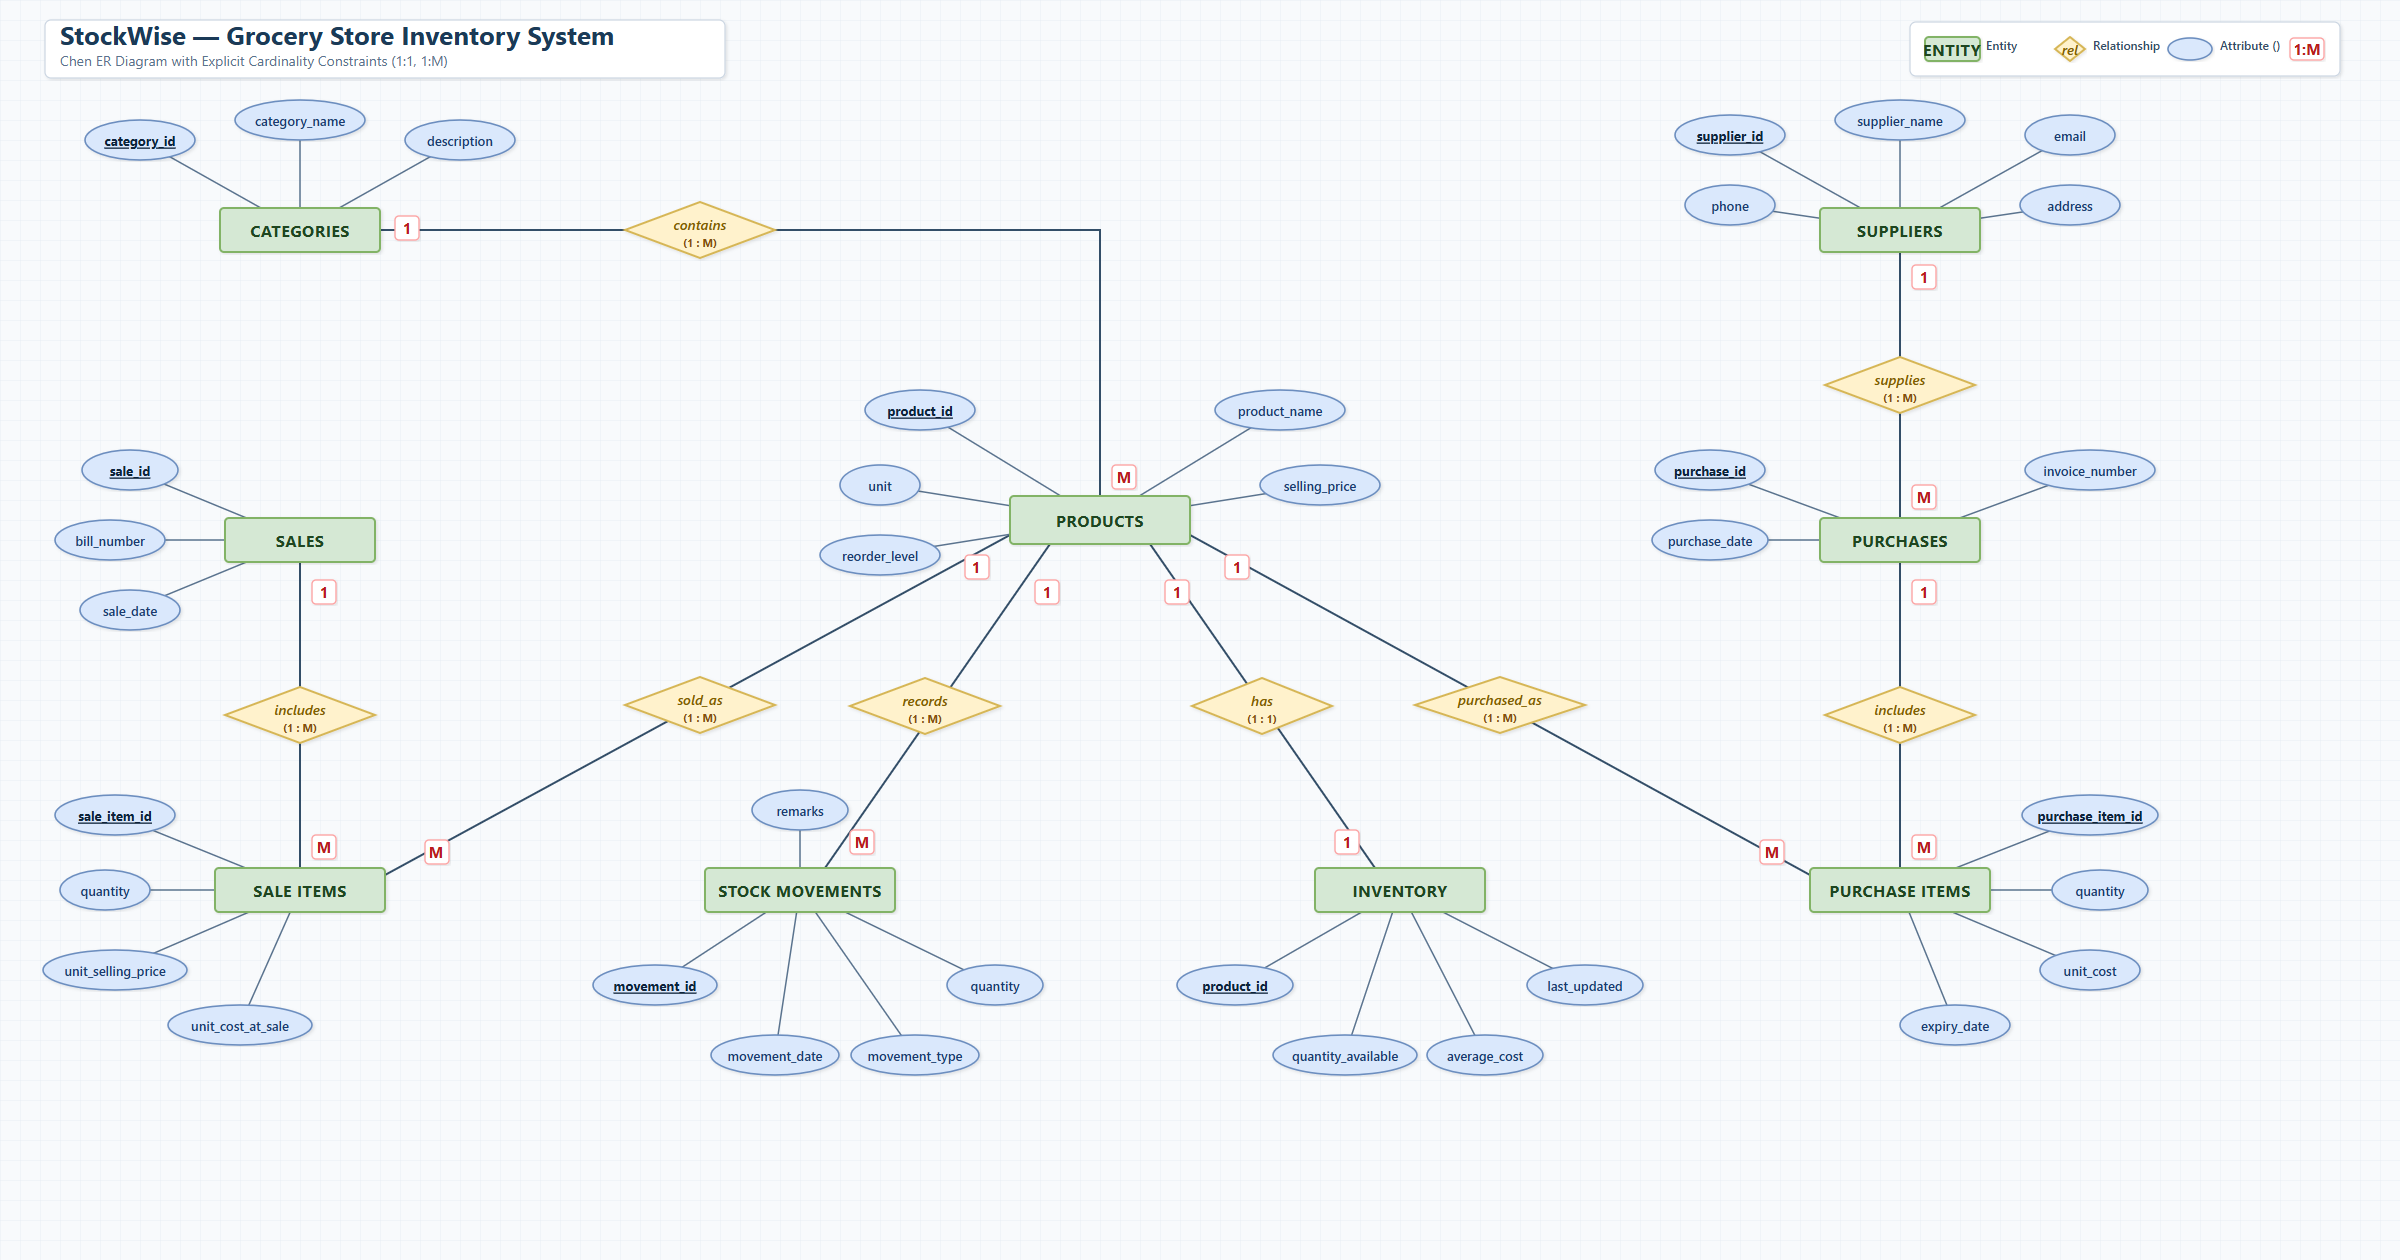 StockWise — Grocery Store Inventory System
Chen ER Diagram with Explicit Cardinality Constraints (1:1, 1:M)
ENTITY Entity
rel Relationship
Attribute ()
1:M
category_id
category_name
description
CATEGORIES
1
contains
(1 : M)
supplier_id
supplier_name
email
phone
address
SUPPLIERS
1
supplies
(1 : M)
product_id
product_name
unit
selling_price
reorder_level
M
PRODUCTS
1
1
1
1
sale_id
bill_number
sale_date
SALES
1
purchase_id
invoice_number
purchase_date
M
PURCHASES
1
includes
(1 : M)
sold_as
(1 : M)
records
(1 : M)
has
(1 : 1)
purchased_as
(1 : M)
includes
(1 : M)
sale_item_id
M
M
SALE ITEMS
quantity
unit_selling_price
unit_cost_at_sale
remarks
M
STOCK MOVEMENTS
movement_id
movement_date
movement_type
quantity
1
INVENTORY
product_id
quantity_available
average_cost
last_updated
M
M
PURCHASE ITEMS
purchase_item_id
quantity
unit_cost
expiry_date